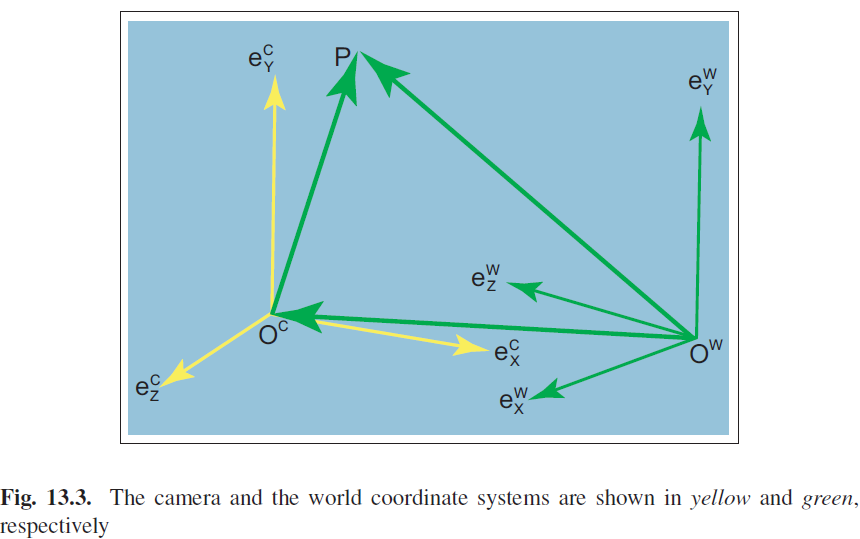 e^C_Y
P
e^W_Y
e^W_Z
O^C
e^C_X
O^W
e^C_Z
e^W_X
Fig. 13.3. The camera and the world coordinate systems are shown in yellow and green,
respectively